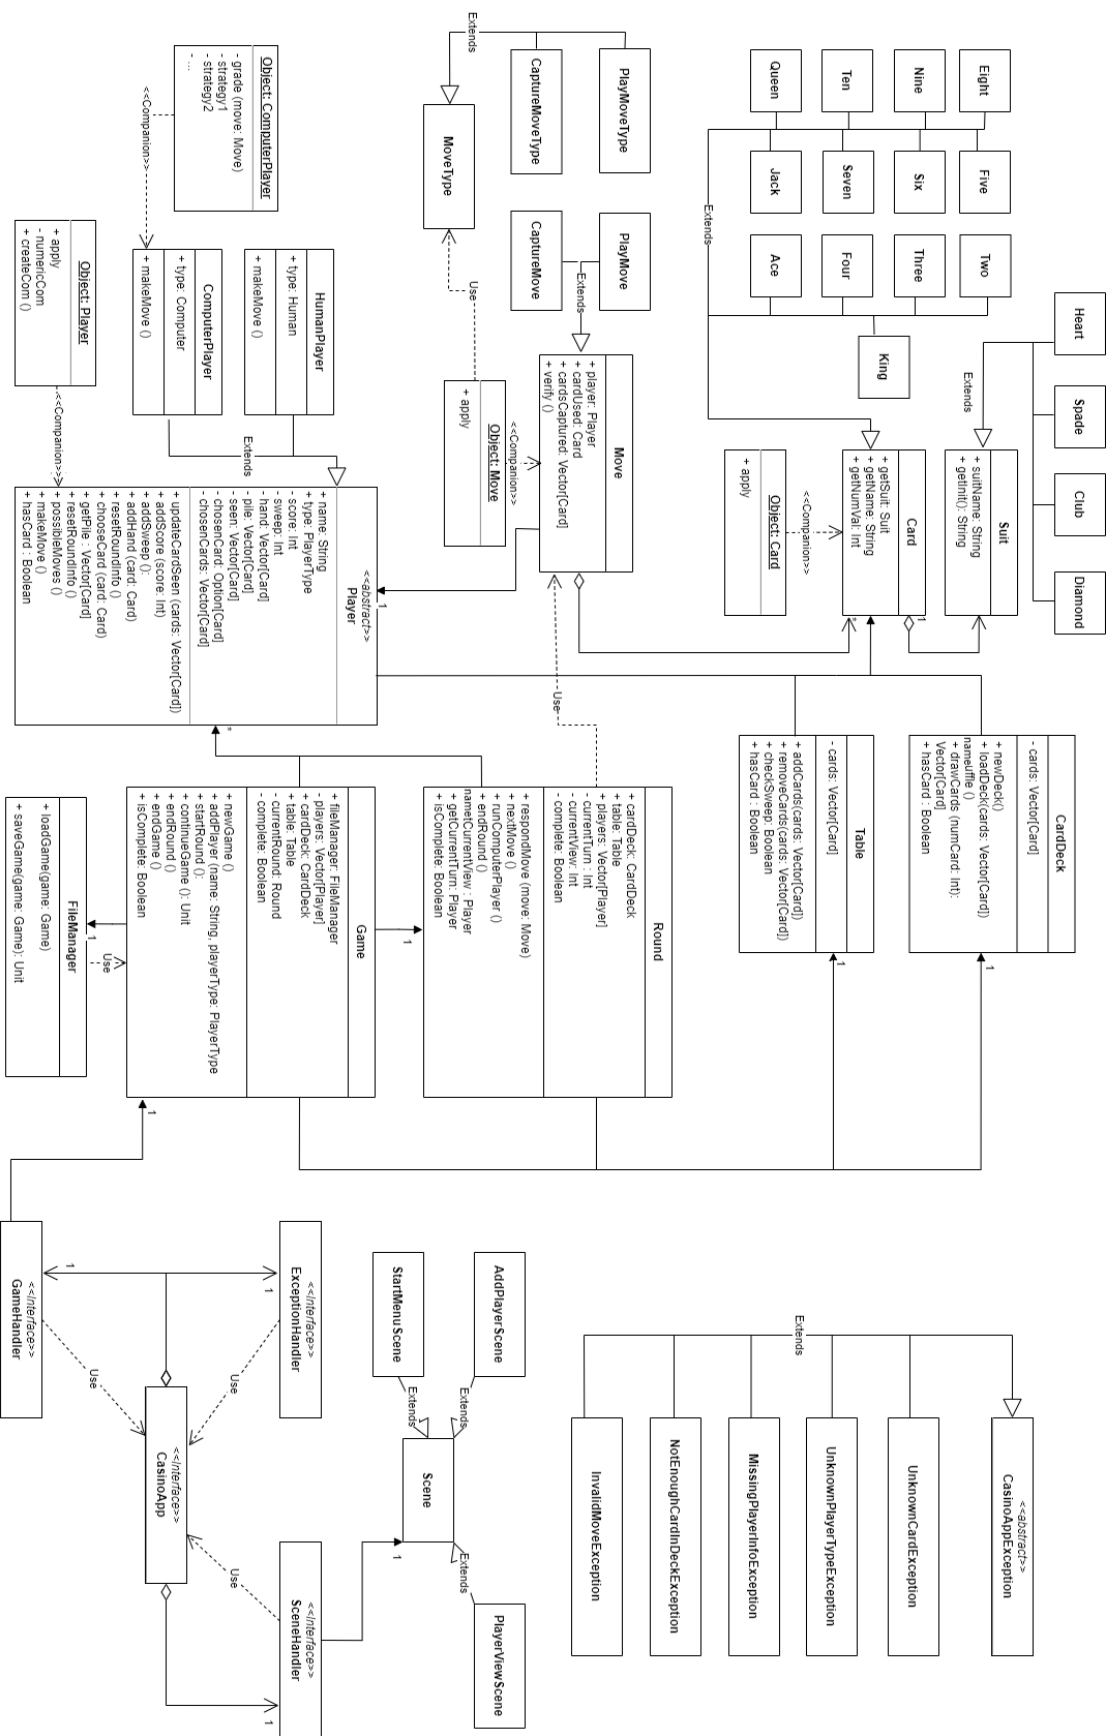 Heart
Spade
Club
Diamond
Extends
Suit
+ suitName: String
+ getInit(): String
Eight
Nine
Ten
Queen
Five
Six
Seven
Jack
Two
Three
Four
Ace
King
Extends
Card
+ getSuit: Suit
+ getName: String
+ getNumVal: Int
1
*
<<Companion>>
Object: Card
+ apply
CardDeck
- cards: Vector[Card]
+ newDeck()
+ loadDeck(cards: Vector[Card])
nameuffle ()
+ drawCards (numCard: Int):
Vector[Card]
+ hasCard : Boolean
1
Table
- cards: Vector[Card]
+ addCards(cards: Vector[Card])
+ removeCards(cards: Vector[Card])
+ checkSweep: Boolean
+ hasCard : Boolean
1
CasinoAppException
<<abstract>>
UnknownCardException
UnknownPlayerTypeException
MissingPlayerInfoException
NotEnoughCardInDeckException
InvalidMoveException
Extends
PlayMoveType
CaptureMoveType
Extends
MoveType
PlayMove
CaptureMove
Extends
Use
Move
+ player: Player
+ cardUsed: Card
+ cardsCaptured: Vector[Card]
+ verify ()
<<Companion>>
Object: Move
+ apply
Use
Round
+ cardDeck: CardDeck
+ table: Table
+ players: Vector[Player]
- currentTurn : Int
- currentView: Int
- complete: Boolean
+ respondMove (move: Move)
+ nextMove ()
+ runComputerPlayer ()
+ endRound ()
nametCurrentView : Player
+ getCurrentTurn: Player
+ isComplete: Boolean
1
AddPlayerScene
StartMenuScene
Extends
Extends
Scene
Extends
PlayerViewScene
1
Object: ComputerPlayer
- grade (move: Move)
- strategy1
- strategy2
- ...
<<Companion>>
HumanPlayer
+ type: Human
+ makeMove ()
ComputerPlayer
+ type: Computer
+ makeMove ()
Extends
Object: Player
+ apply
- numericCom
+ createCom ()
<<Companion>>
<<abstract>>
Player
+ name: String
+ type: PlayerType
- score: Int
- sweep: Int
- hand: Vector[Card]
- pile: Vector[Card]
- seen: Vector[Card]
- chosenCard: Option[Card]
- chosenCards: Vector[Card]
+ updateCardSeen (cards: Vector[Card])
+ addScore (score: Int)
+ addSweep ():
+ addHand (card: Card)
+ resetRoundInfo ()
+ chooseCard (card: Card)
+ getPile : Vector[Card]
+ resetRoundInfo ()
+ possibleMoves ()
+ makeMove ()
+ hasCard : Boolean
1
*
Game
+ fileManager: FileManager
- players: Vector[Player]
+ cardDeck: CardDeck
+ table: Table
- currentRound: Round
- complete: Boolean
+ newGame ()
+ addPlayer (name: String, playerType: PlayerType
+ startRound ():
+ continueGame (): Unit
+ endRound ()
+ endGame ()
+ isComplete: Boolean
1
1
Use
FileManager
+ loadGame(game: Game)
+ saveGame(game: Game): Unit
<<Interface>>
ExceptionHandler
1
<<Interface>>
GameHandler
1
Use
Use
<<Interface>>
CasinoApp
Use
<<Interface>>
SceneHandler
1